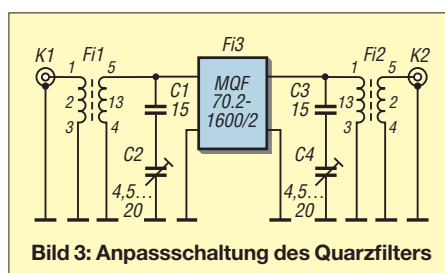 K1
Fi1
Fi3
Fi2
K2
1 5
2 13
3 4
C1
15
C2
4,5...
20
MQF
70.2-
1600/2
C3
15
C4
4,5...
20
1 5
13 2
3 4
Bild 3: Anpassschaltung des Quarzfilters